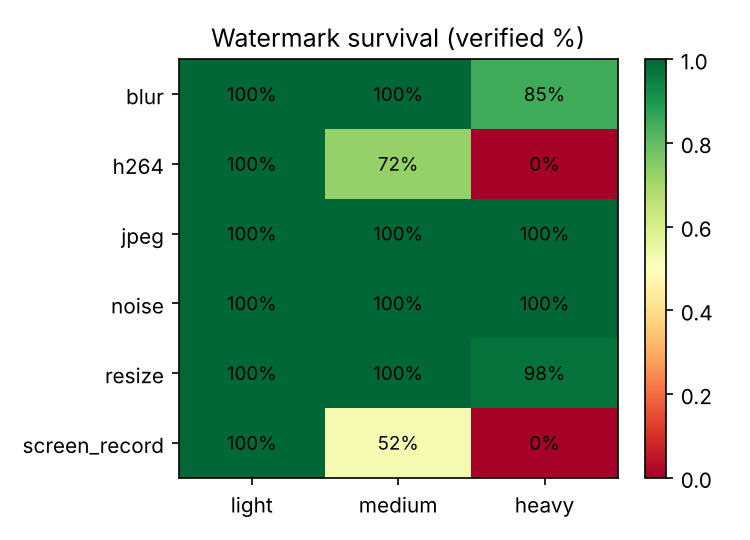 Watermark survival (verified %)
blur 100% 100% 85%
h264 100% 72% 0%
jpeg 100% 100% 100%
noise 100% 100% 100%
resize 100% 100% 98%
screen_record 100% 52% 0%
light medium heavy
1.0
0.8
0.6
0.4
0.2
0.0